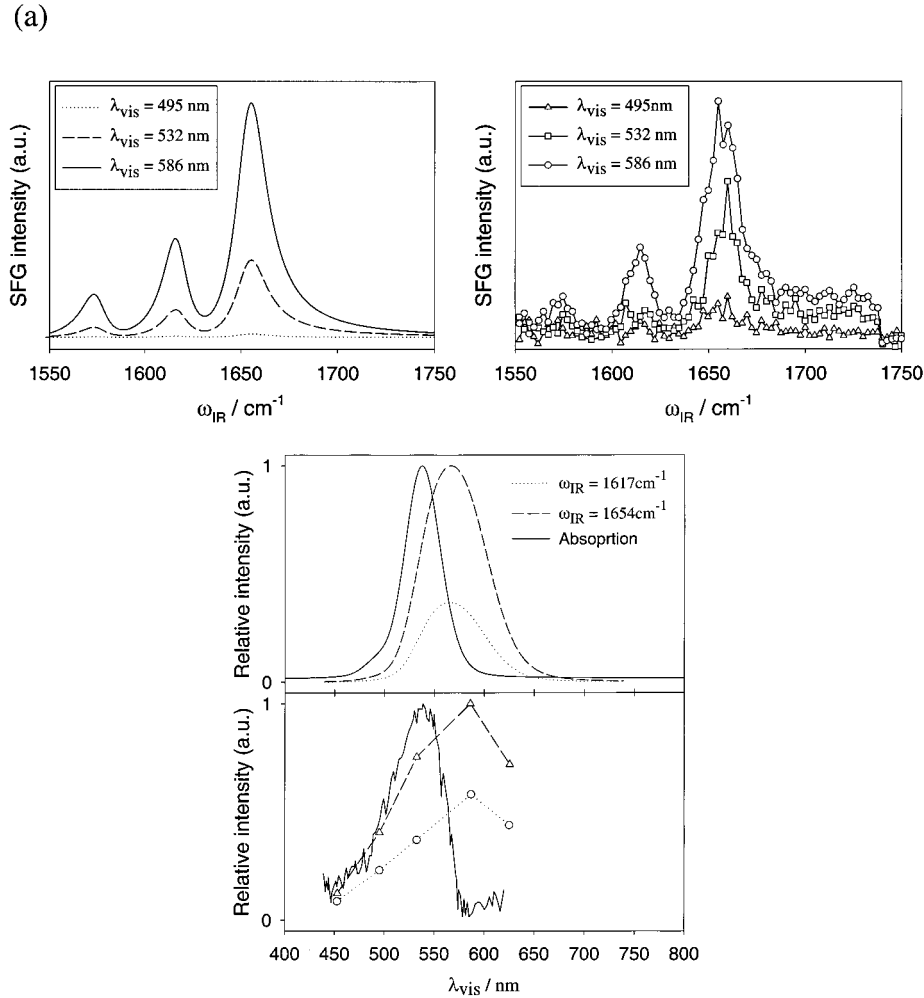 (a)
SFG intensity (a.u.)
λvis = 495 nm
λvis = 532 nm
λvis = 586 nm
1550 1600 1650 1700 1750
ωIR / cm-1
SFG intensity (a.u.)
λvis = 495nm
λvis = 532 nm
λvis = 586 nm
1550 1600 1650 1700 1750
ωIR / cm-1
Relative intensity (a.u.)
1
0
ωIR = 1617cm-1
ωIR = 1654cm-1
Absoprtion
Relative intensity (a.u.)
1
0
400 450 500 550 600 650 700 750 800
λvis / nm